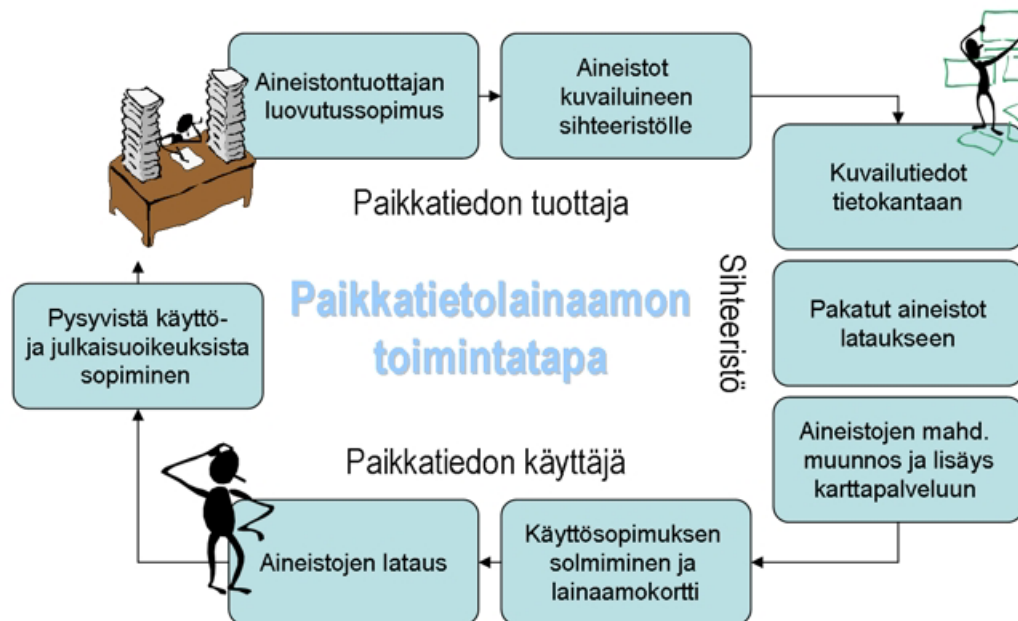 Aineistontuottajan
luovutussopimus
Aineistot
kuvailuineen
sihteeristölle
Kuvailutiedot
tietokantaan
Paikkatiedon tuottaja
Sihteeristö
Pakatut aineistot
lataukseen
Paikkatietolainaamon
toimintatapa
Pysyvistä käyttö-
ja julkaisuoikeuksista
sopiminen
Aineistojen mahd.
muunnos ja lisäys
karttapalveluun
Paikkatiedon käyttäjä
Käyttösopimuksen
solmiminen ja
lainaamokortti
Aineistojen lataus